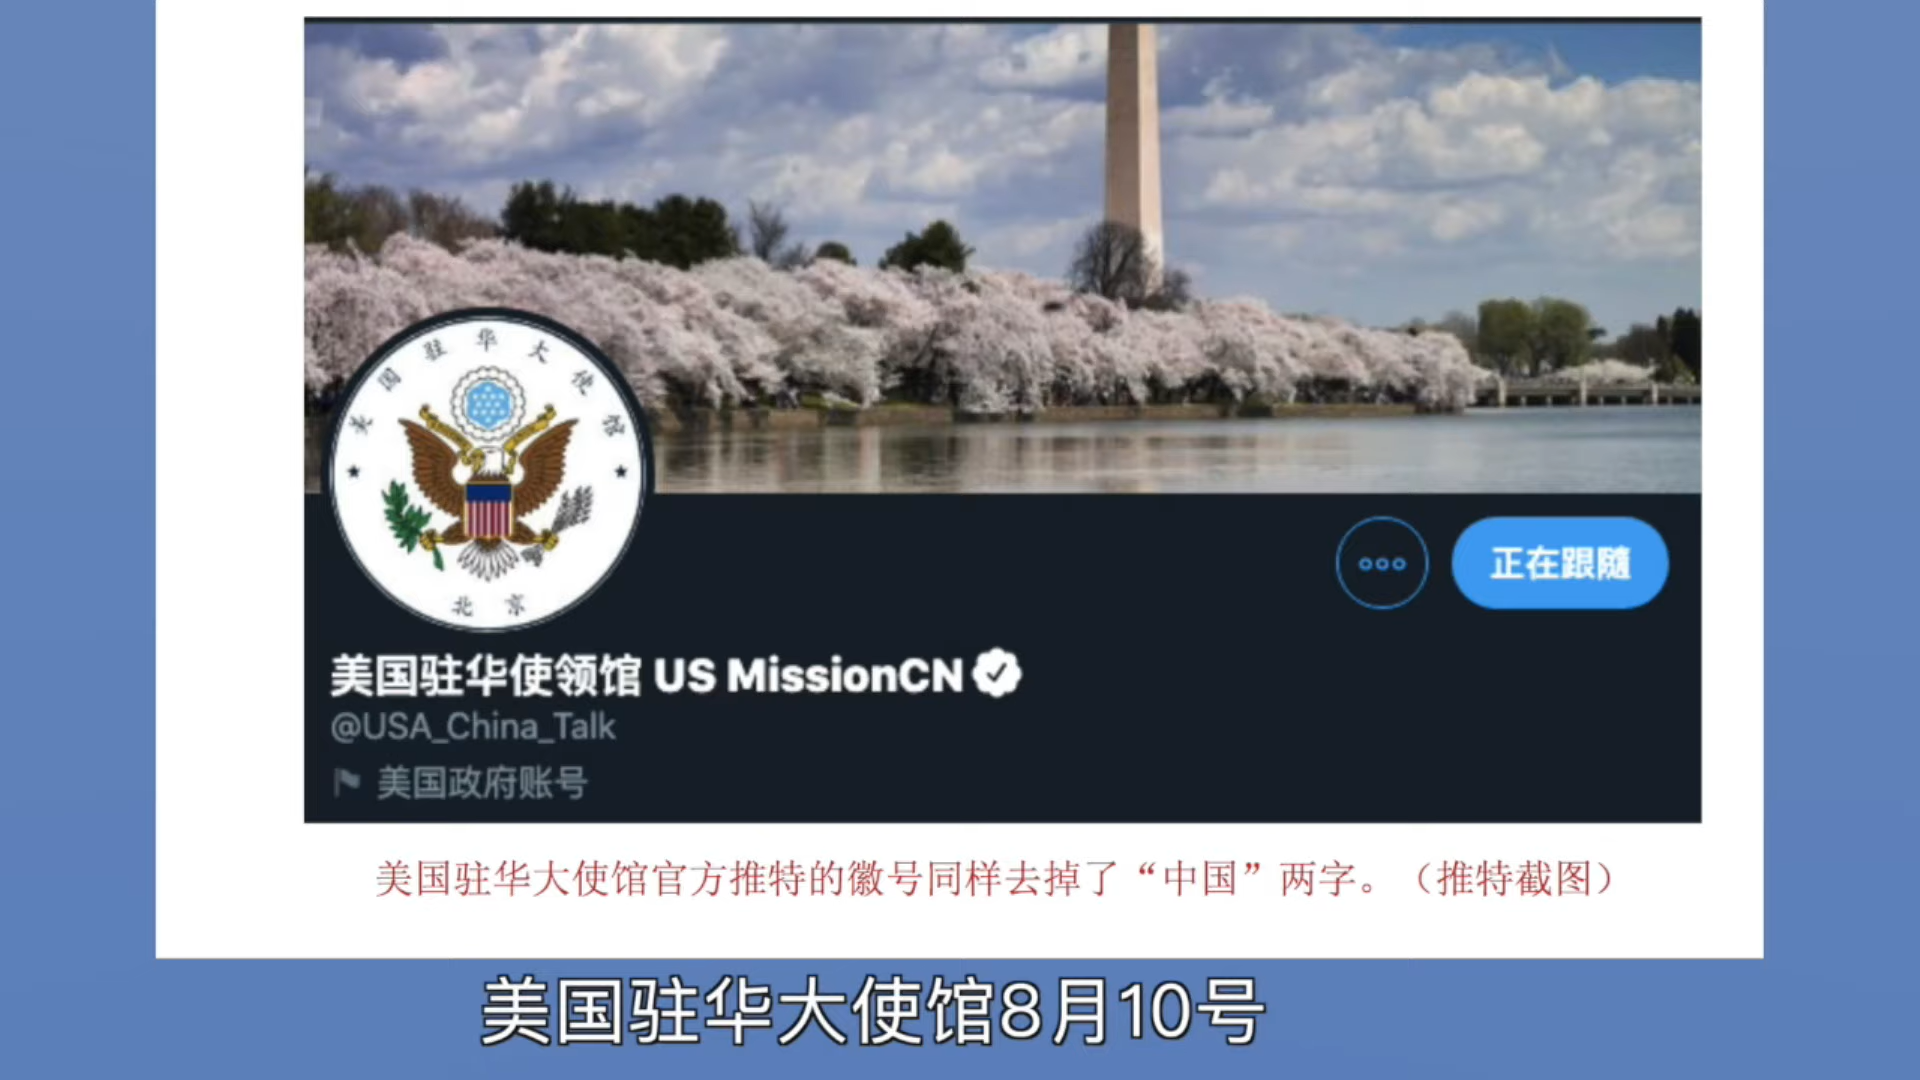 美国驻华大使馆
北京
正在跟随
美国驻华使领馆 US MissionCN
@USA_China_Talk
美国政府账号
美国驻华大使馆官方推特的徽号同样去掉了“中国”两字。（推特截图）
美国驻华大使馆8月10号